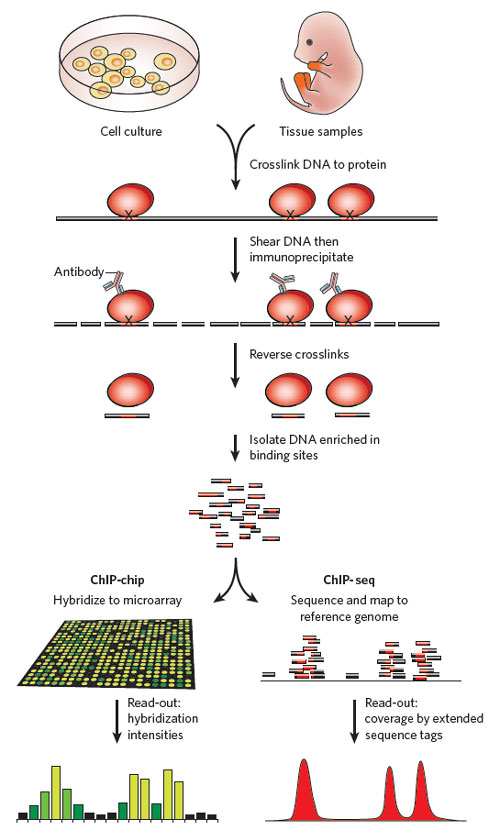 Cell culture
Tissue samples
Crosslink DNA to protein
Shear DNA then
immunoprecipitate
Antibody
Reverse crosslinks
Isolate DNA enriched in
binding sites
ChIP-chip
Hybridize to microarray
ChIP-seq
Sequence and map to
reference genome
Read-out:
hybridization
intensities
Read-out:
coverage by extended
sequence tags